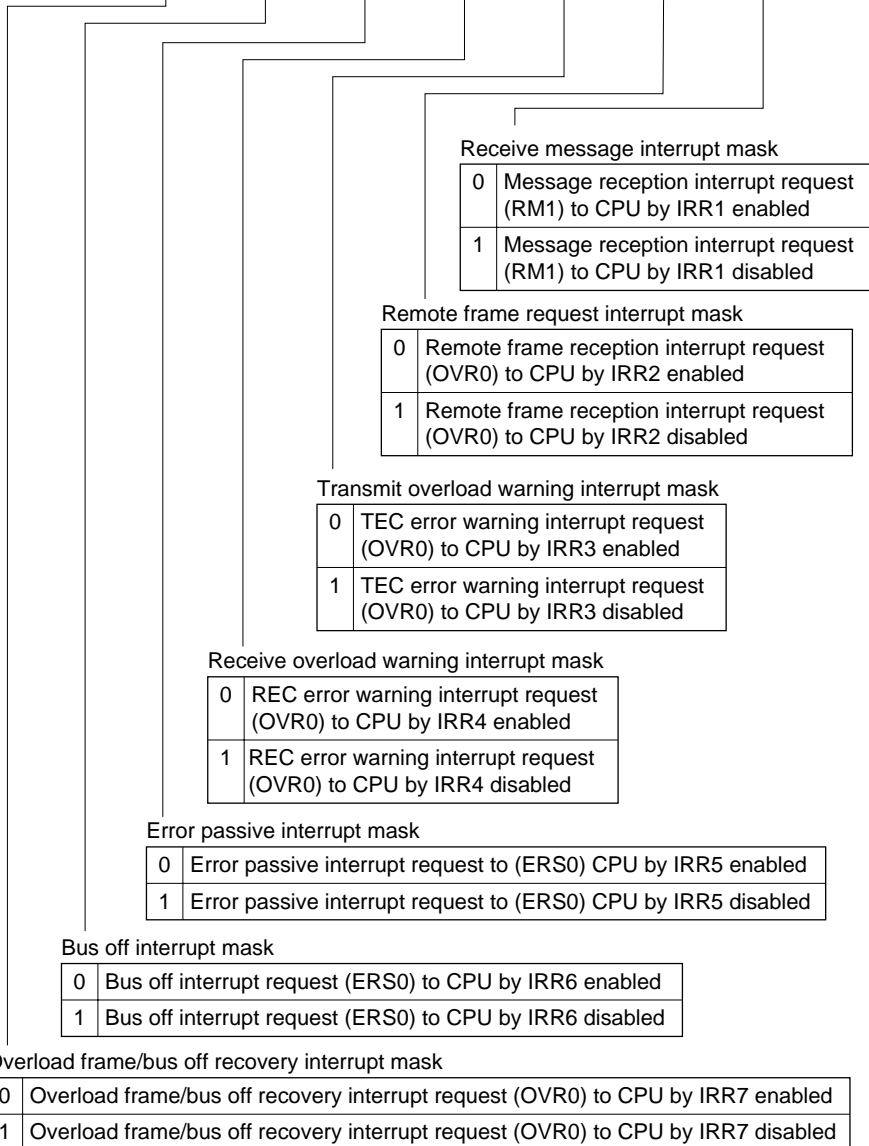 Receive message interrupt mask
0 Message reception interrupt request
(RM1) to CPU by IRR1 enabled
1 Message reception interrupt request
(RM1) to CPU by IRR1 disabled
Remote frame request interrupt mask
0 Remote frame reception interrupt request
(OVR0) to CPU by IRR2 enabled
1 Remote frame reception interrupt request
(OVR0) to CPU by IRR2 disabled
Transmit overload warning interrupt mask
0 TEC error warning interrupt request
(OVR0) to CPU by IRR3 enabled
1 TEC error warning interrupt request
(OVR0) to CPU by IRR3 disabled
Receive overload warning interrupt mask
0 REC error warning interrupt request
(OVR0) to CPU by IRR4 enabled
1 REC error warning interrupt request
(OVR0) to CPU by IRR4 disabled
Error passive interrupt mask
0 Error passive interrupt request to (ERS0) CPU by IRR5 enabled
1 Error passive interrupt request to (ERS0) CPU by IRR5 disabled
Bus off interrupt mask
0 Bus off interrupt request (ERS0) to CPU by IRR6 enabled
1 Bus off interrupt request (ERS0) to CPU by IRR6 disabled
Overload frame/bus off recovery interrupt mask
0 Overload frame/bus off recovery interrupt request (OVR0) to CPU by IRR7 enabled
1 Overload frame/bus off recovery interrupt request (OVR0) to CPU by IRR7 disabled